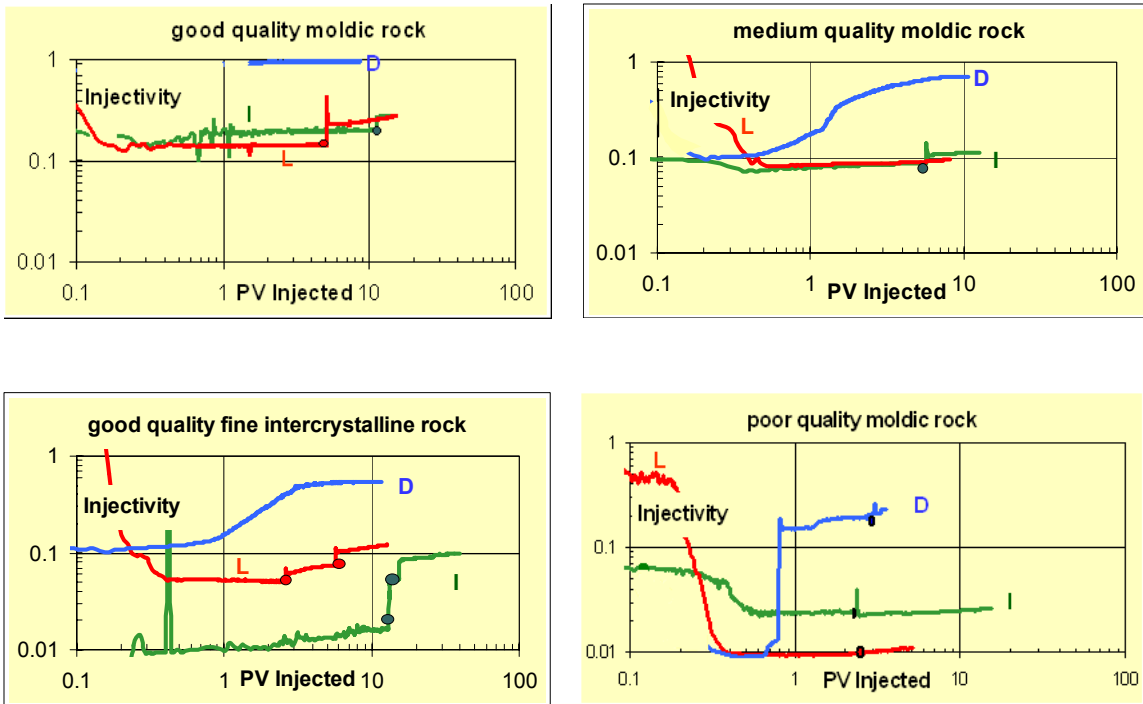 good quality moldic rock
1
D
Injectivity
I
0.1
L
0.01
0.1
1
PV Injected
10
100
medium quality moldic rock
1
D
Injectivity
L
0.1
I
0.01
0.1
1
PV Injected
10
100
good quality fine intercrystalline rock
1
D
Injectivity
0.1
L
I
0.01
0.1
1
PV Injected
10
100
poor quality moldic rock
1
L
Injectivity
D
0.1
I
0.01
0.1
1
PV Injected
10
100